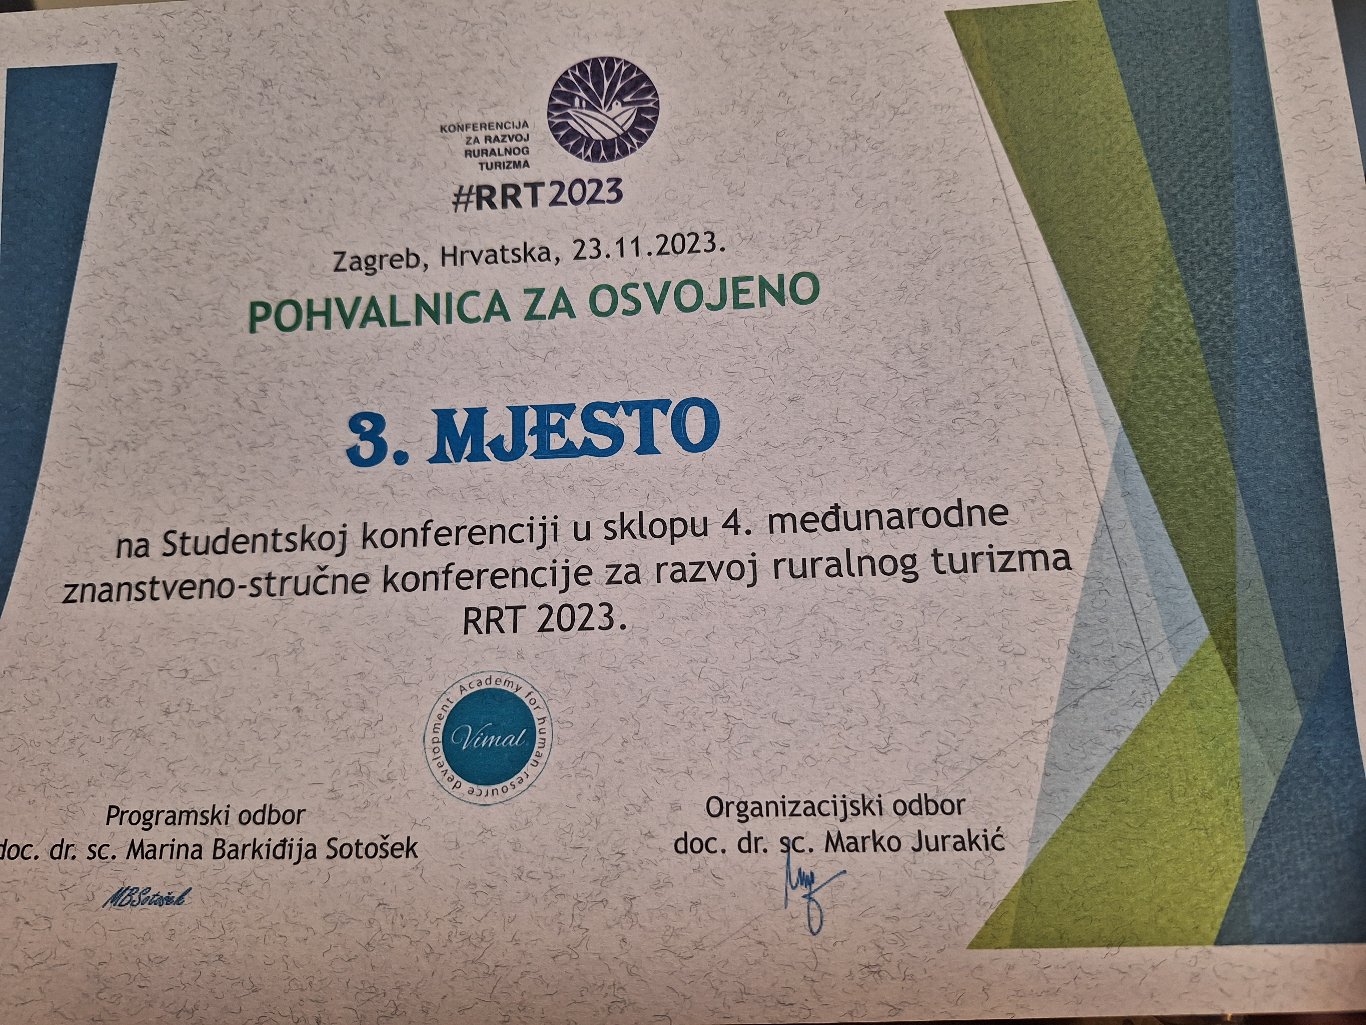 KONFERENCIJA
ZA RAZVOJ
RURALNOG
TURIZMA
#RRT2023
Zagreb, Hrvatska, 23.11.2023.
POHVALNICA ZA OSVOJENO
3. MJESTO
na Studentskoj konferenciji u sklopu 4. međunarodne
znanstveno-stručne konferencije za razvoj ruralnog turizma
RRT 2023.
Academy for human resource development
Vimal
Programski odbor
doc. dr. sc. Marina Barkiđija Sotošek
MBSotošek
Organizacijski odbor
doc. dr. sc. Marko Jurakić